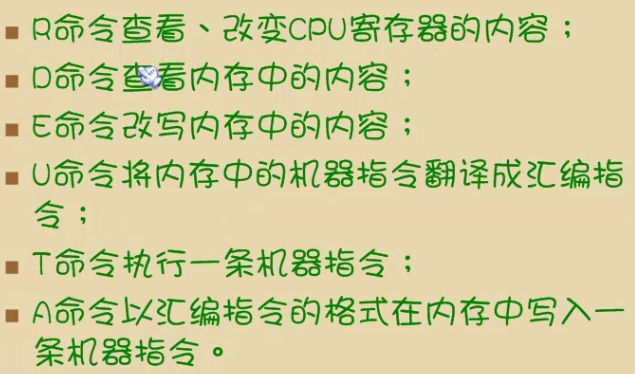 R命令查看、改变CPU寄存器的内容；
D命令查看内存中的内容；
E命令改写内存中的内容；
U命令将内存中的机器指令翻译成汇编指
令；
T命令执行一条机器指令；
A命令以汇编指令的格式在内存中写入一
条机器指令。